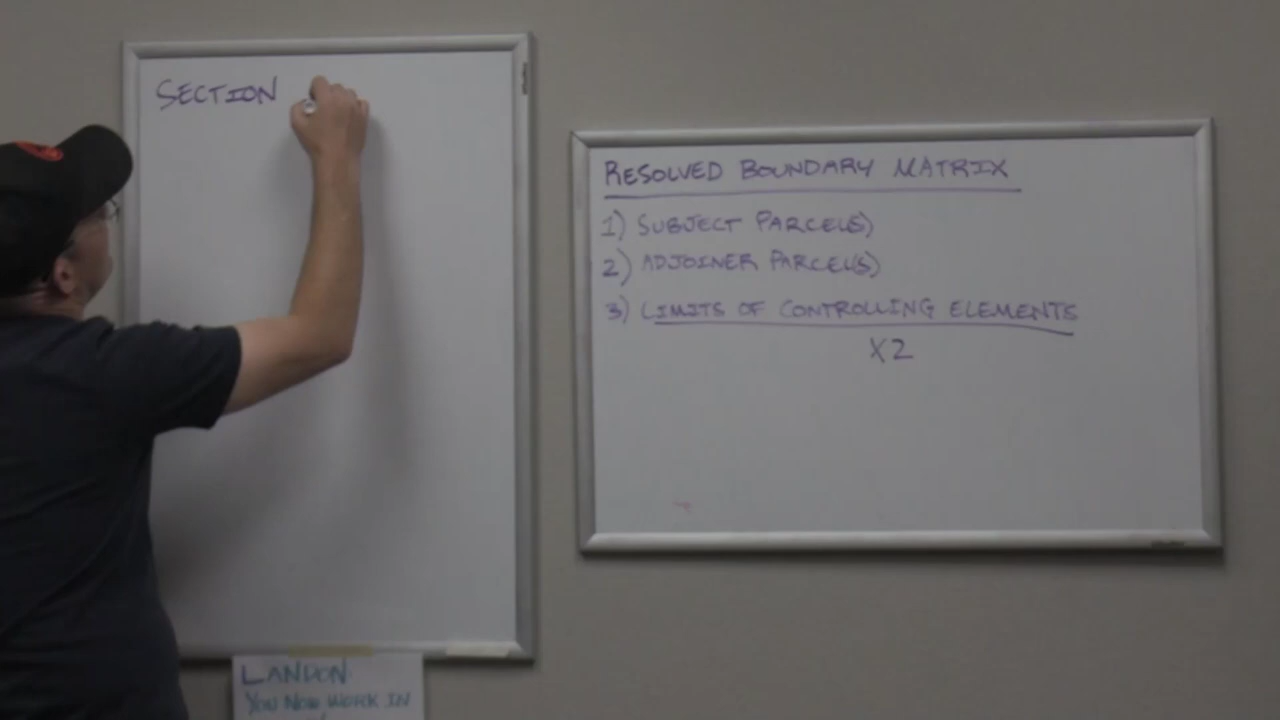 SECTION
RESOLVED BOUNDARY MATRIX
1) SUBJECT PARCEL(S)
2) ADJOINER PARCEL(S)
3) LIMITS OF CONTROLLING ELEMENTS
X2
LANDON.
YOU NOW WORK IN